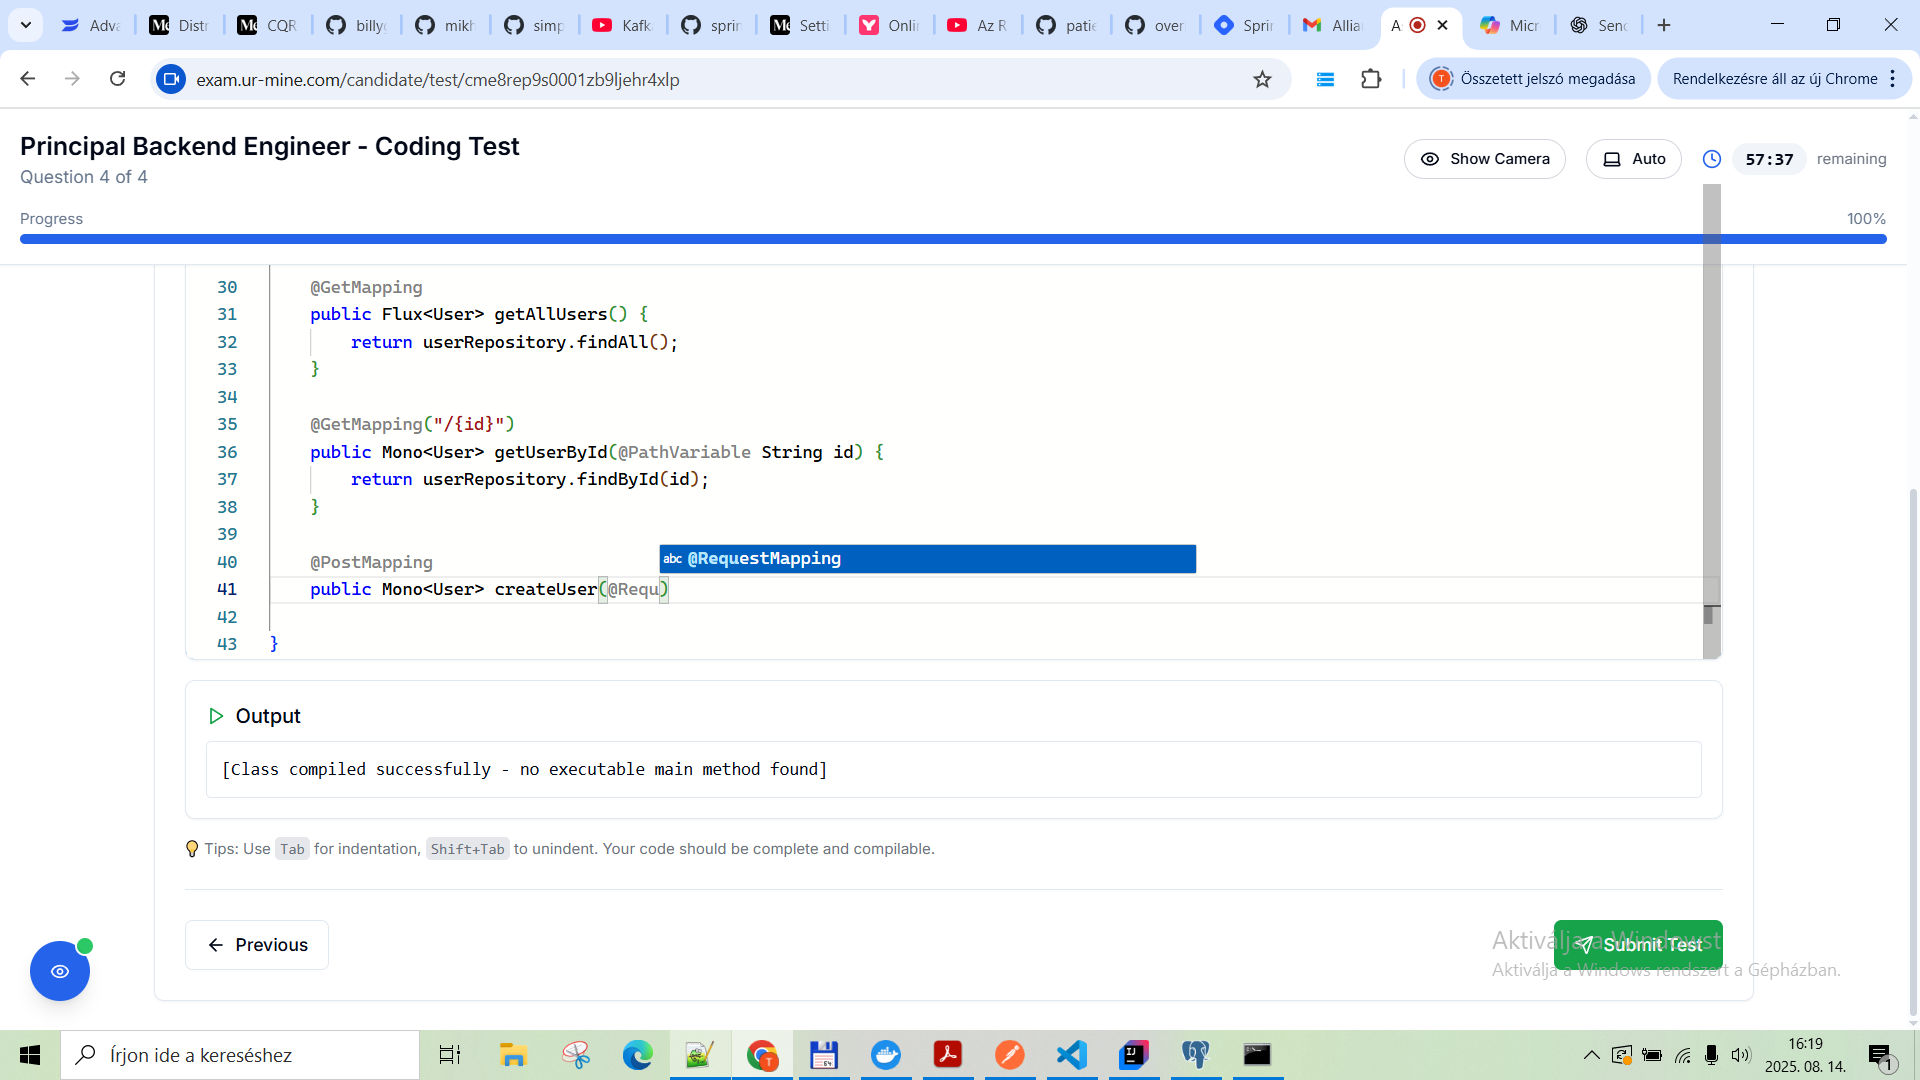 Adva
Distr
CQR
billyg
mikh
simp
Kafka
sprin
Setti
Onlin
Az R
patie
over
Sprin
Allia
A
Micr
Send
exam.ur-mine.com/candidate/test/cme8rep9s0001zb9ljehr4xlp
T
Összetett jelszó megadása
Rendelkezésre áll az új Chrome
Principal Backend Engineer - Coding Test
Question 4 of 4
Show Camera
Auto
57:37 remaining
Progress
100%
30 @GetMapping
31 public Flux<User> getAllUsers() {
32 return userRepository.findAll();
33 }
34
35 @GetMapping("/{id}")
36 public Mono<User> getUserById(@PathVariable String id) {
37 return userRepository.findById(id);
38 }
39
40 @PostMapping
abc @RequestMapping
41 public Mono<User> createUser(@Requ)
42
43 }
Output
[Class compiled successfully - no executable main method found]
Tips: Use Tab for indentation, Shift+Tab to unindent. Your code should be complete and compilable.
Previous
Submit Test
Aktiválja a Windowst
Aktiválja a Windows rendszert a Gépházban.
Írjon ide a kereséshez
16:19
2025. 08. 14.
1